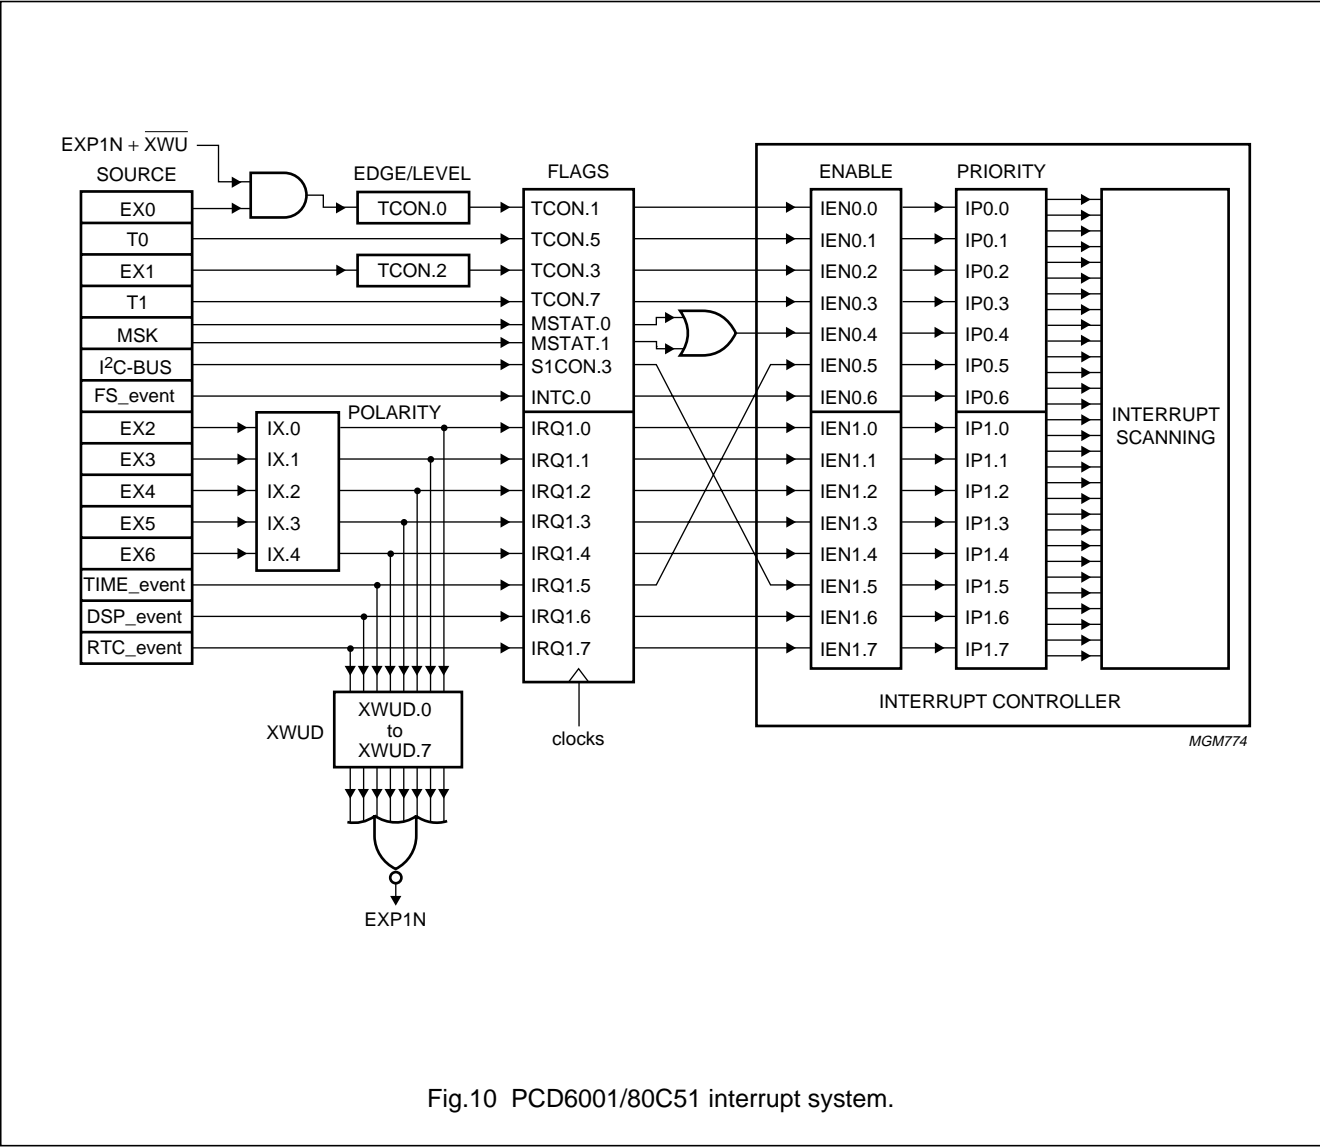 EXP1N + XWU
SOURCE
EX0
T0
EX1
T1
MSK
I2C-BUS
FS_event
EX2
EX3
EX4
EX5
EX6
TIME_event
DSP_event
RTC_event
EDGE/LEVEL
TCON.0
TCON.2
POLARITY
IX.0
IX.1
IX.2
IX.3
IX.4
FLAGS
TCON.1
TCON.5
TCON.3
TCON.7
MSTAT.0
MSTAT.1
S1CON.3
INTC.0
IRQ1.0
IRQ1.1
IRQ1.2
IRQ1.3
IRQ1.4
IRQ1.5
IRQ1.6
IRQ1.7
clocks
XWUD
XWUD.0
to
XWUD.7
EXP1N
ENABLE
IEN0.0
IEN0.1
IEN0.2
IEN0.3
IEN0.4
IEN0.5
IEN0.6
IEN1.0
IEN1.1
IEN1.2
IEN1.3
IEN1.4
IEN1.5
IEN1.6
IEN1.7
PRIORITY
IP0.0
IP0.1
IP0.2
IP0.3
IP0.4
IP0.5
IP0.6
IP1.0
IP1.1
IP1.2
IP1.3
IP1.4
IP1.5
IP1.6
IP1.7
INTERRUPT
SCANNING
INTERRUPT CONTROLLER
MGM774
Fig.10 PCD6001/80C51 interrupt system.